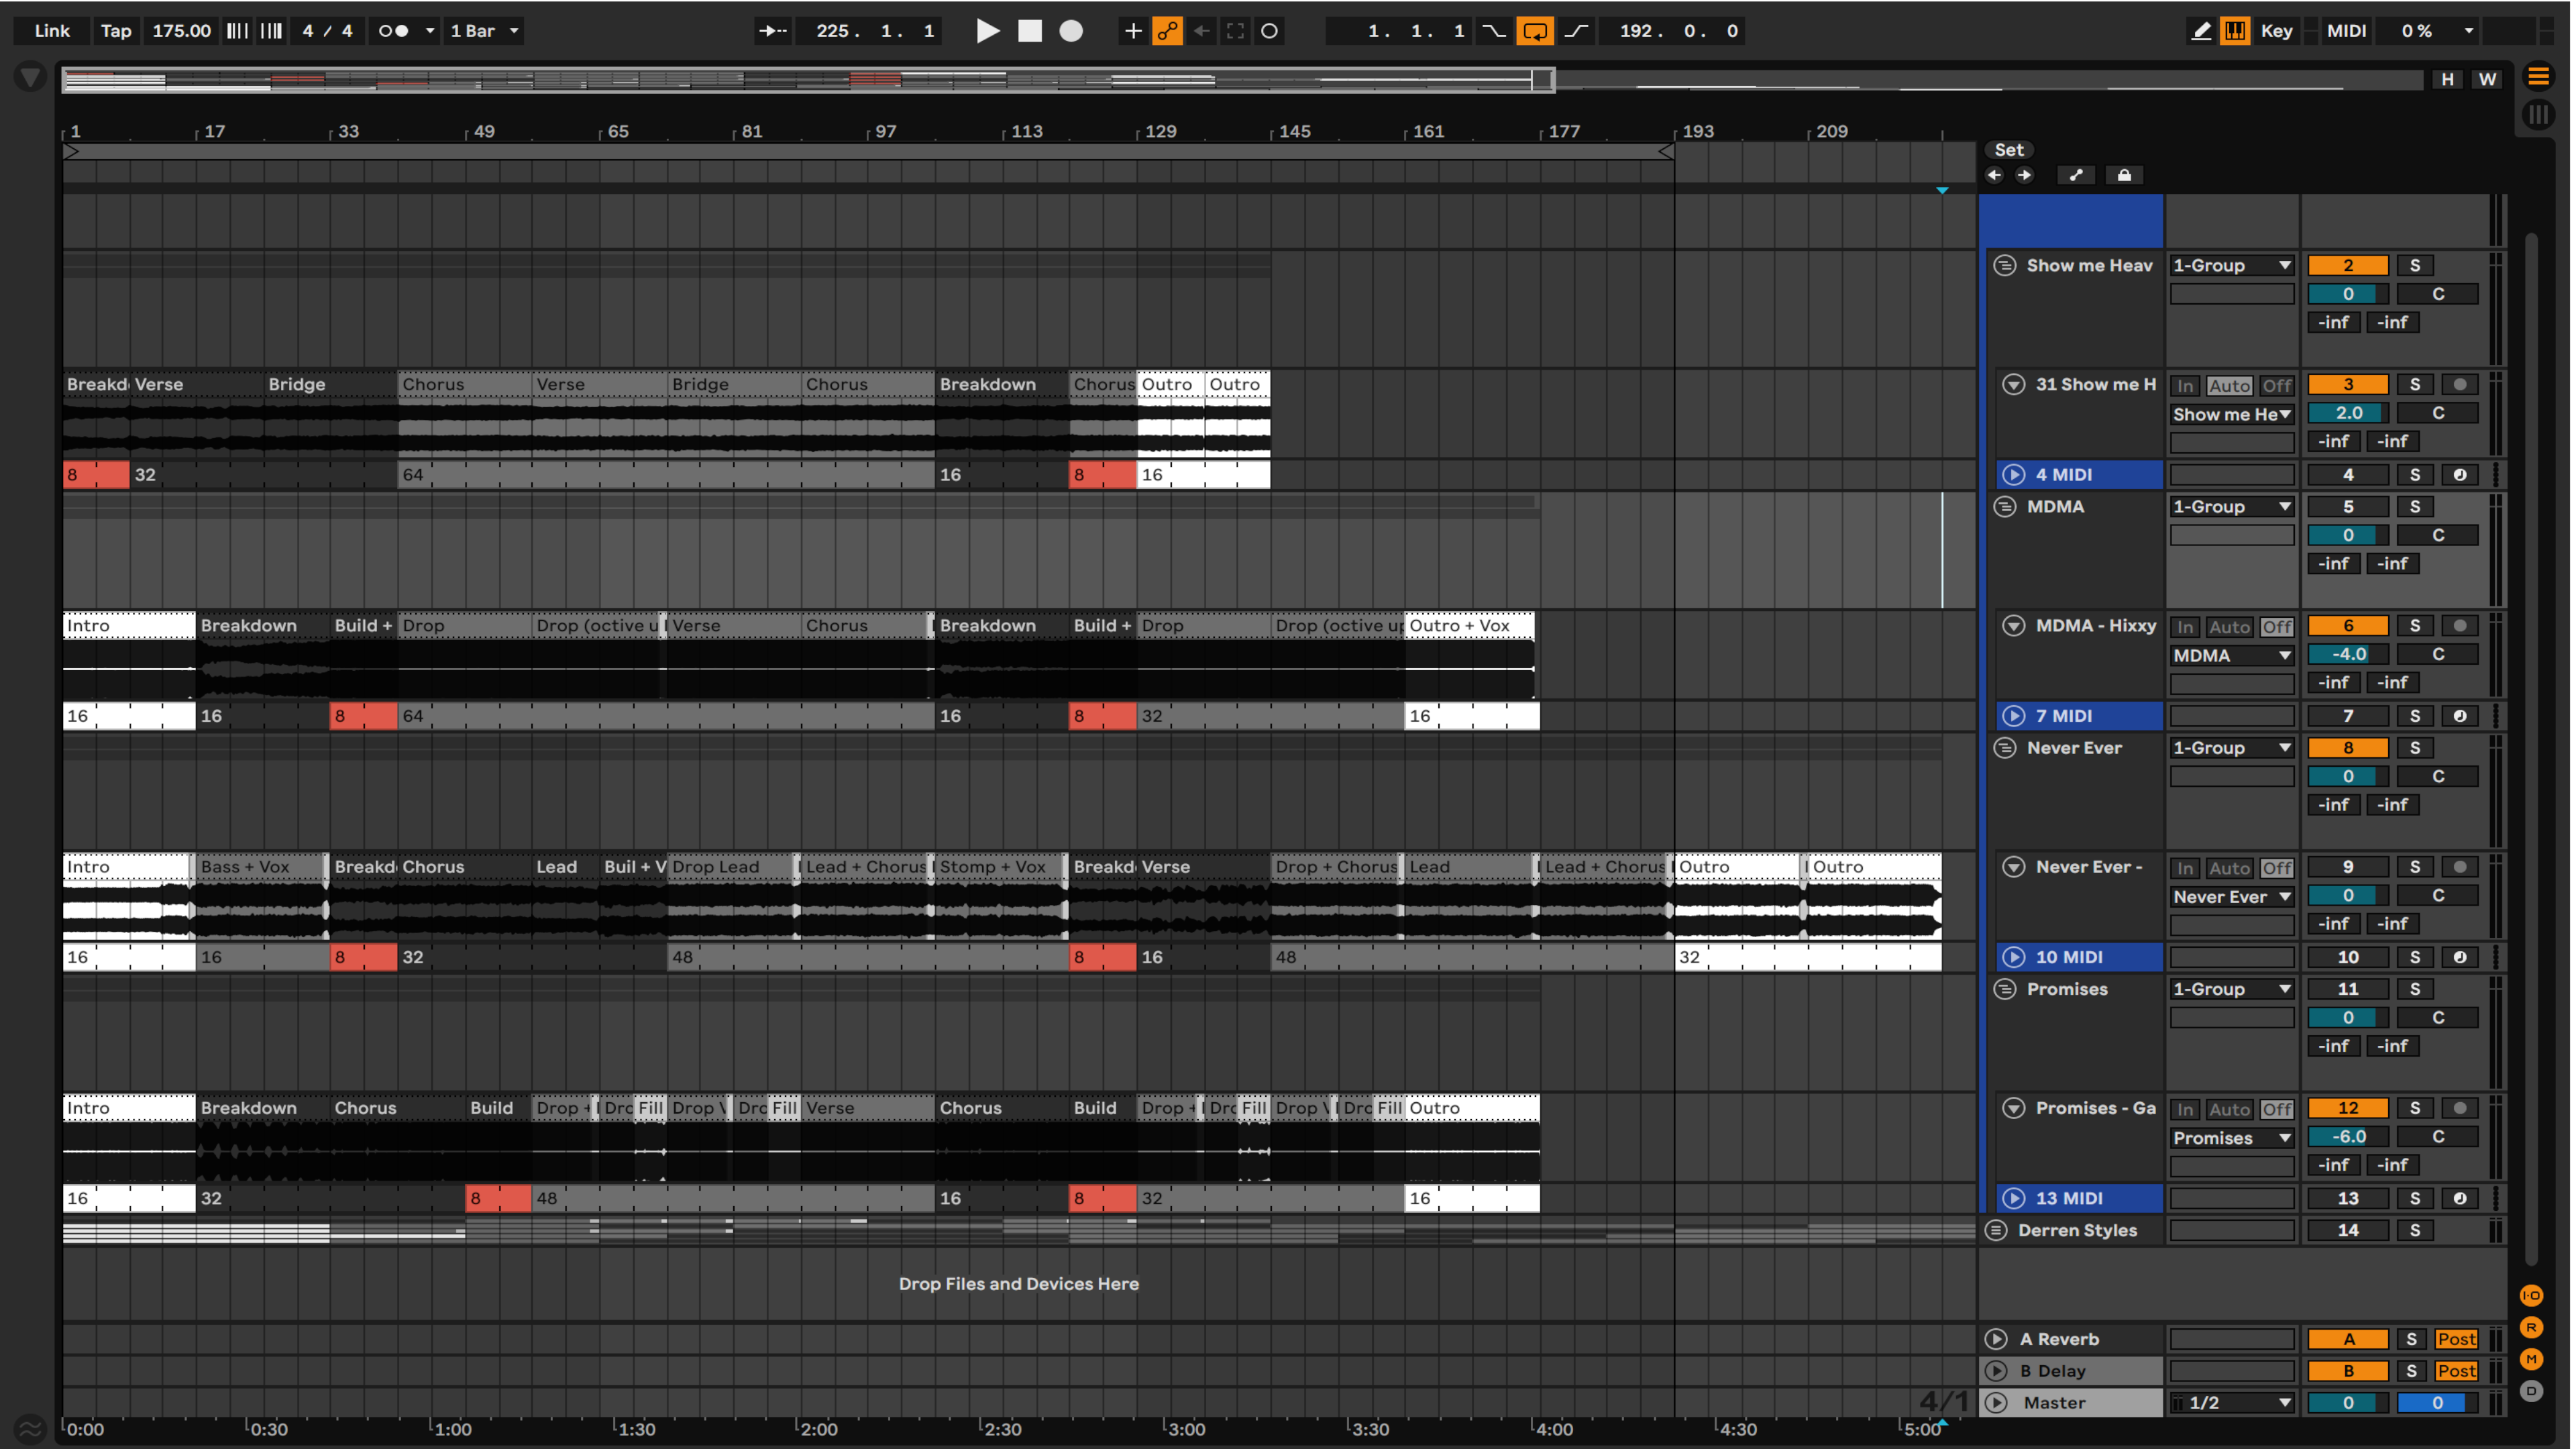 Link Tap 175.00 4 / 4 1 Bar 225. 1. 1 1. 1. 1 192. 0. 0 Key MIDI 0 %
H W
1 17 33 49 65 81 97 113 129 145 161 177 193 209
Set
Show me Heav 1-Group 2 S
0 C
-inf -inf
Breakd Verse Bridge Chorus Verse Bridge Chorus Breakdown Chorus Outro Outro 31 Show me H In Auto Off 3 S
Show me He 2.0 C
-inf -inf
8 32 64 16 8 16 4 MIDI 4 S
MDMA 1-Group 5 S
0 C
-inf -inf
Intro Breakdown Build + Drop Drop (octive u Verse Chorus Breakdown Build + Drop Drop (octive up Outro + Vox MDMA - Hixxy In Auto Off 6 S
MDMA -4.0 C
-inf -inf
16 16 8 64 16 8 32 16 7 MIDI 7 S
Never Ever 1-Group 8 S
0 C
-inf -inf
Intro Bass + Vox Breakd Chorus Lead Buil + V Drop Lead Lead + Chorus Stomp + Vox Breakd Verse Drop + Chorus Lead Lead + Chorus Outro Outro Never Ever - In Auto Off 9 S
Never Ever 0 C
-inf -inf
16 16 8 32 48 8 16 48 32 10 MIDI 10 S
Promises 1-Group 11 S
0 C
-inf -inf
Intro Breakdown Chorus Build Drop + Dro Fill Drop V Dro Fill Verse Chorus Build Drop + Dro Fill Drop V Dro Fill Outro Promises - Ga In Auto Off 12 S
Promises -6.0 C
-inf -inf
16 32 8 48 16 8 32 16 13 MIDI 13 S
Derren Styles 14 S
Drop Files and Devices Here
I·O
R
A Reverb A S Post
M
B Delay B S Post
D
4/1 Master 1/2 0 0
0:00 0:30 1:00 1:30 2:00 2:30 3:00 3:30 4:00 4:30 5:00